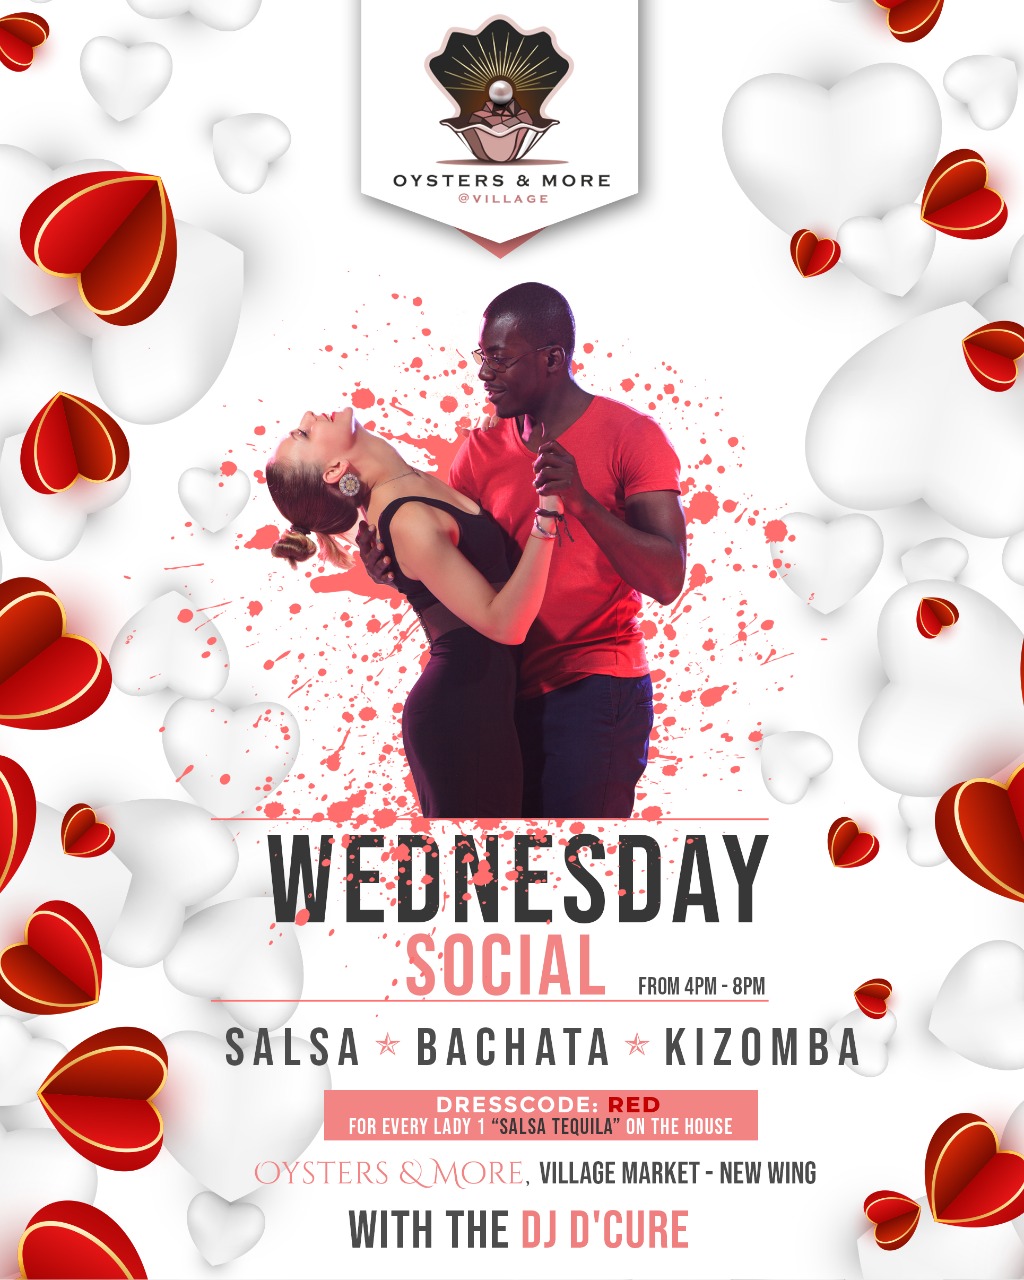 OYSTERS & MORE
@VILLAGE
WEDNESDAY
SOCIAL
FROM 4PM - 8PM
SALSA ★ BACHATA ★ KIZOMBA
DRESSCODE: RED
FOR EVERY LADY 1 “SALSA TEQUILA” ON THE HOUSE
OYSTERS & MORE, VILLAGE MARKET - NEW WING
WITH THE DJ D'CURE